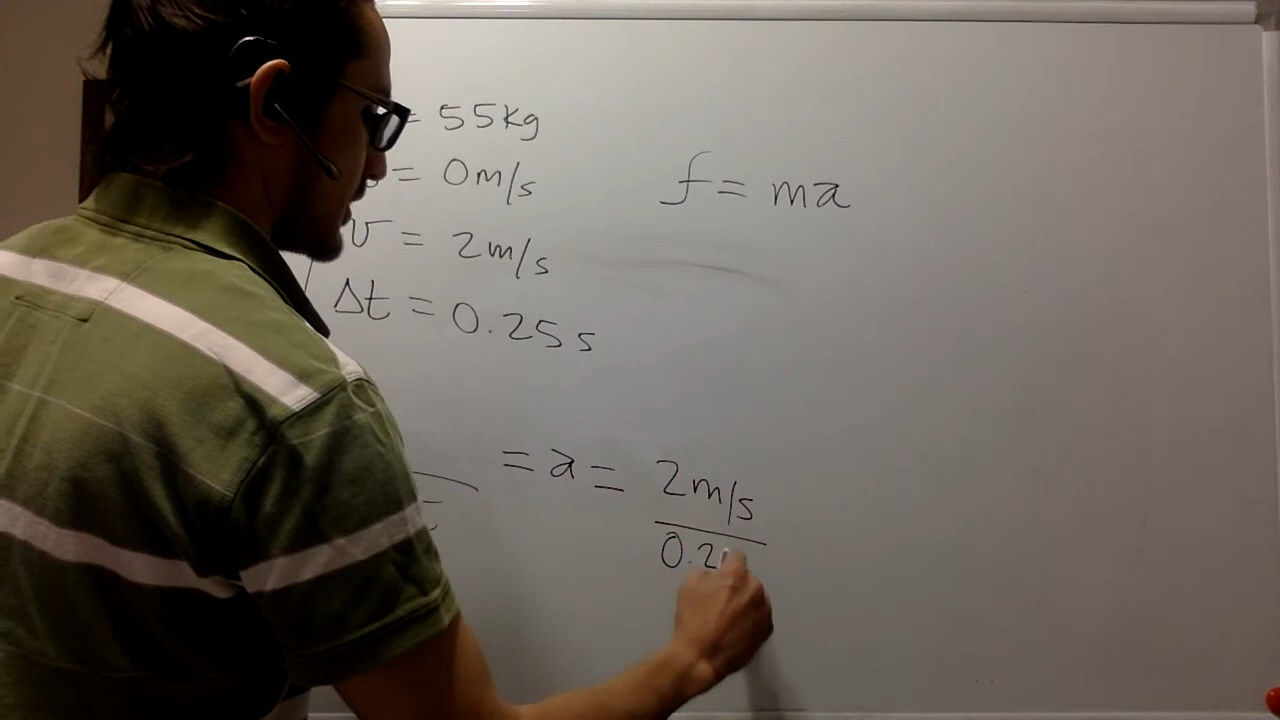 = 55kg
= 0m/s
f = ma
v = 2m/s
Δt = 0.25s
= a = 2m/s
0.2